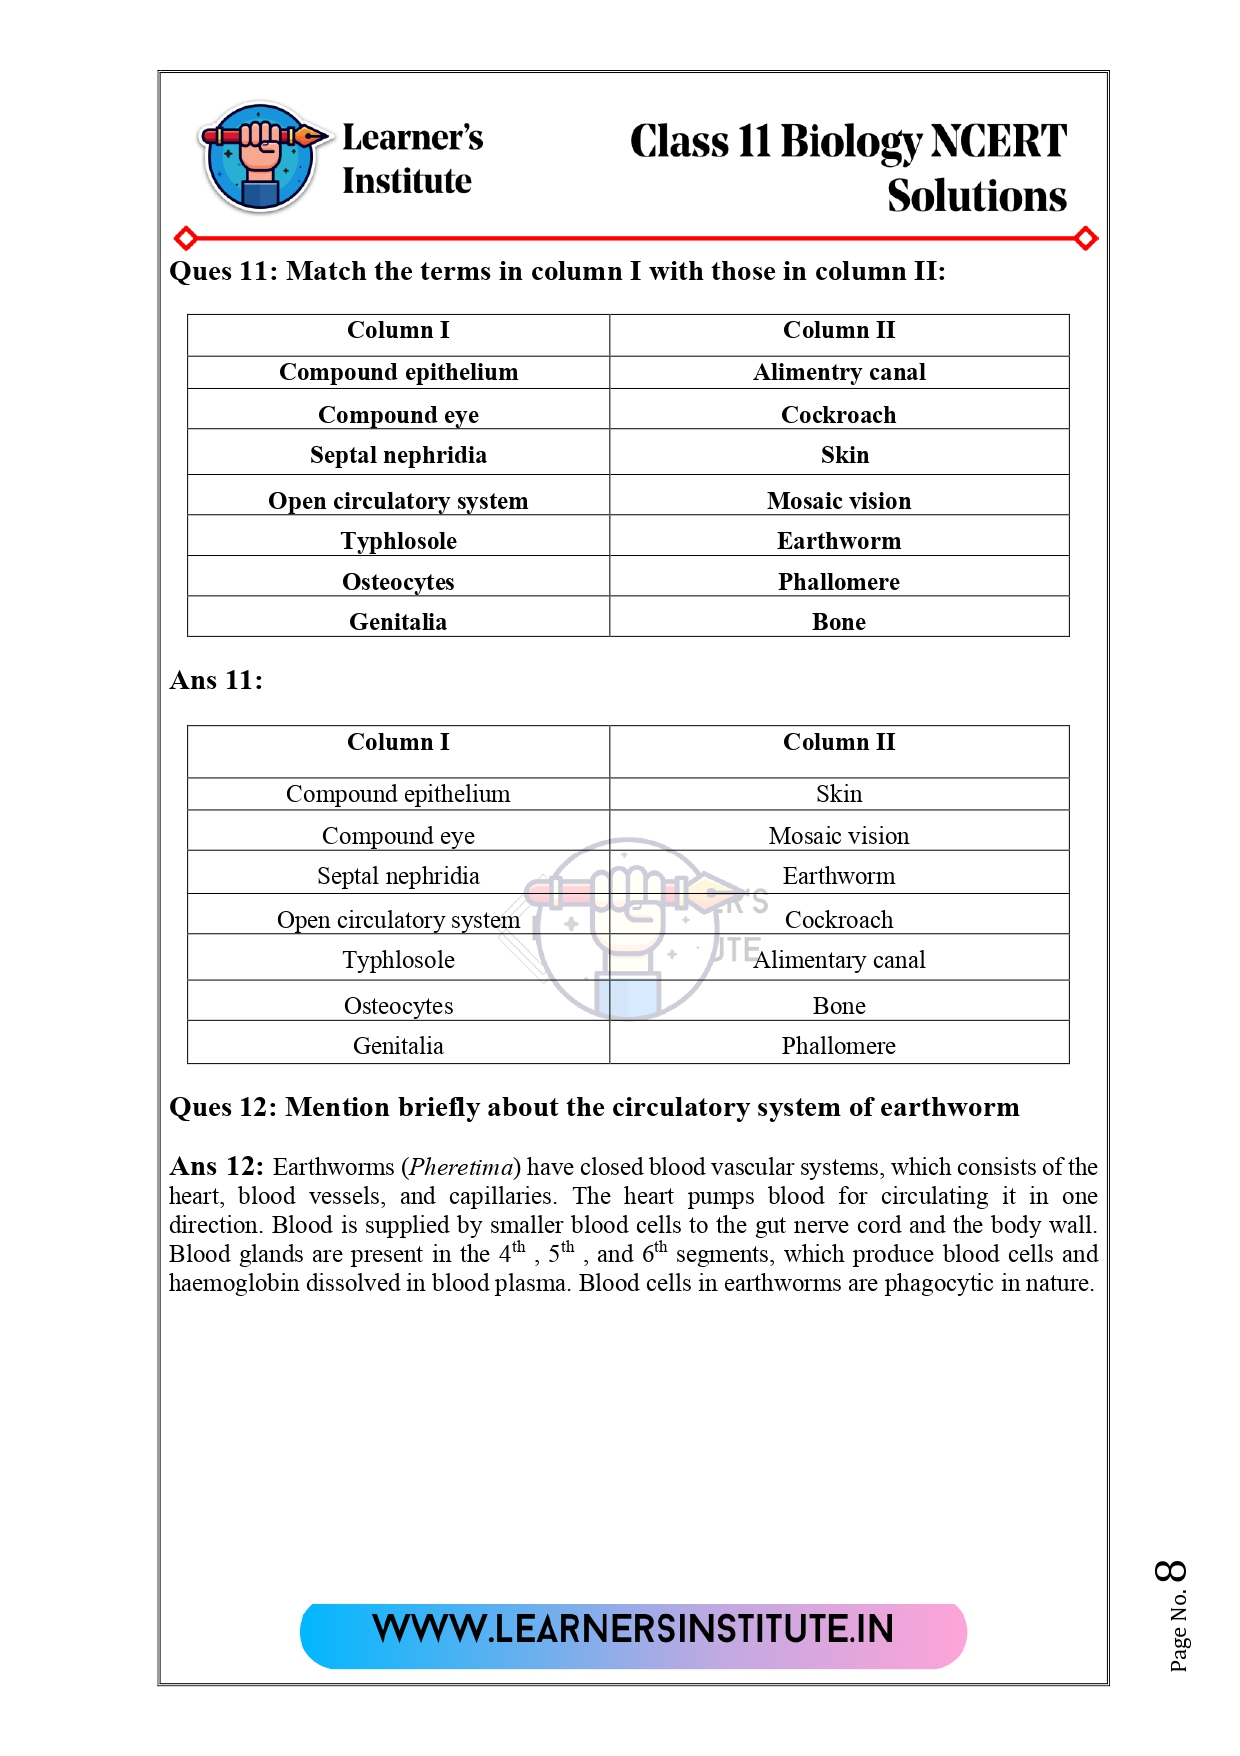 Learner's
Institute
Class 11 Biology NCERT
Solutions
Ques 11: Match the terms in column I with those in column II:
Column I Column II
Compound epithelium Alimentry canal
Compound eye Cockroach
Septal nephridia Skin
Open circulatory system Mosaic vision
Typhlosole Earthworm
Osteocytes Phallomere
Genitalia Bone
Ans 11:
Column I Column II
Compound epithelium Skin
Compound eye Mosaic vision
Septal nephridia Earthworm
Open circulatory system Cockroach
Typhlosole Alimentary canal
Osteocytes Bone
Genitalia Phallomere
Ques 12: Mention briefly about the circulatory system of earthworm
Ans 12: Earthworms (Pheretima) have closed blood vascular systems, which consists of the
heart, blood vessels, and capillaries. The heart pumps blood for circulating it in one
direction. Blood is supplied by smaller blood cells to the gut nerve cord and the body wall.
Blood glands are present in the 4th , 5th , and 6th segments, which produce blood cells and
haemoglobin dissolved in blood plasma. Blood cells in earthworms are phagocytic in nature.
WWW.LEARNERSINSTITUTE.IN
Page No. 8